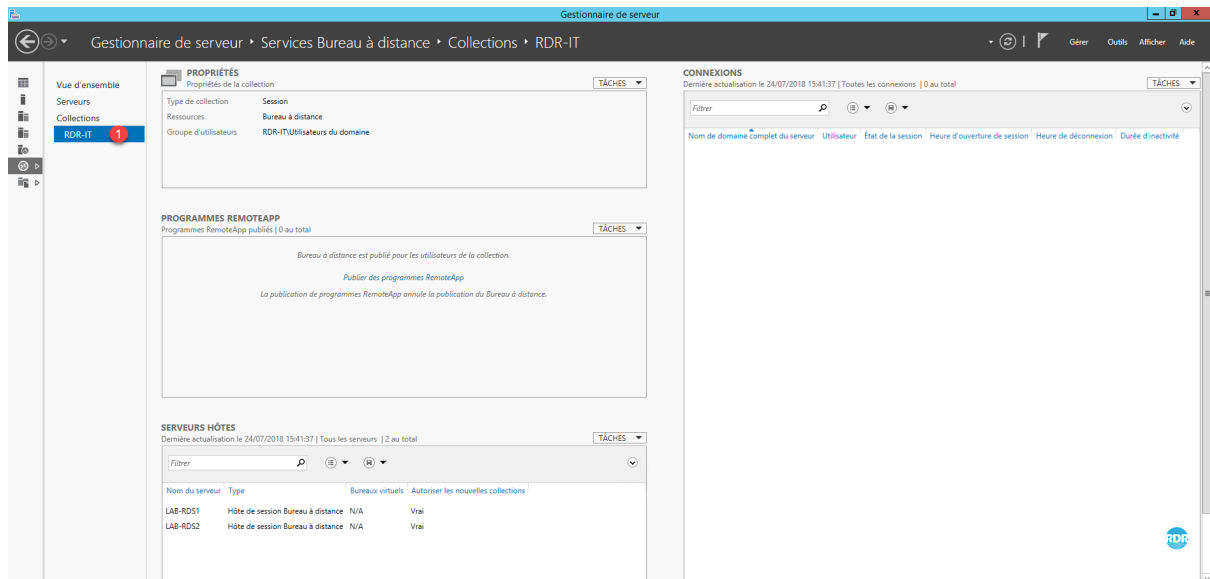 Gestionnaire de serveur
Gestionnaire de serveur ‣ Services Bureau à distance ‣ Collections ‣ RDR-IT
Gérer Outils Afficher Aide
Vue d'ensemble
Serveurs
Collections
RDR-IT 1
PROPRIÉTÉS
Propriétés de la collection
TÂCHES
Type de collection Session
Ressources Bureau à distance
Groupe d'utilisateurs RDR-IT\Utilisateurs du domaine
PROGRAMMES REMOTEAPP
Programmes RemoteApp publiés | 0 au total
TÂCHES
Bureau à distance est publié pour les utilisateurs de la collection.
Publier des programmes RemoteApp
La publication de programmes RemoteApp annule la publication du Bureau à distance.
SERVEURS HÔTES
Dernière actualisation le 24/07/2018 15:41:37 | Tous les serveurs | 2 au total
TÂCHES
Filtrer
Nom du serveur Type Bureaux virtuels Autoriser les nouvelles collections
LAB-RDS1 Hôte de session Bureau à distance N/A Vrai
LAB-RDS2 Hôte de session Bureau à distance N/A Vrai
CONNEXIONS
Dernière actualisation le 24/07/2018 15:41:37 | Toutes les connexions | 0 au total
TÂCHES
Filtrer
Nom de domaine complet du serveur Utilisateur État de la session Heure d'ouverture de session Heure de déconnexion Durée d'inactivité
RDR